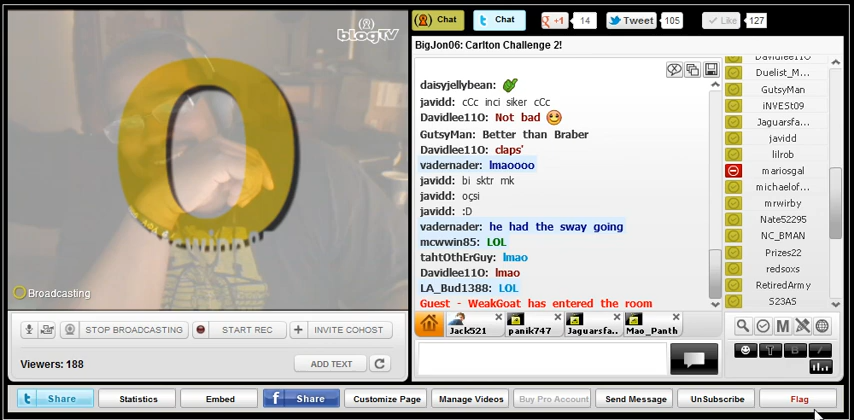 blogTV
Broadcasting
STOP BROADCASTING
START REC
INVITE COHOST
Viewers: 188
ADD TEXT
Chat
Chat
+1
14
Tweet
105
Like
127
BigJon06: Carlton Challenge 2!
daisyjellybean:
javidd: cCc inci siker cCc
Davidlee11O: Not bad
GutsyMan: Better than Braber
Davidlee11O: claps'
vadernader: lmaoooo
javidd: bi sktr mk
javidd: oçsi
javidd: :D
vadernader: he had the sway going
mcwwin85: LOL
tahtOthErGuy: lmao
Davidlee11O: lmao
LA_Bud1388: LOL
Guest - WeakGoat has entered the room
Jack521
panik747
Jaguarsfa..
Mao_Panth
Davidlee11O
Duelist_M...
GutsyMan
iNVESt09
Jaguarsfa...
javidd
lilrob
mariosgal
michaelof...
mrwirby
Nate52295
NC_BMAN
Prizes22
redsoxs
RetiredArmy
S23AS
M
T
B
I
Share
Statistics
Embed
Share
Customize Page
Manage Videos
Buy Pro Account
Send Message
UnSubscribe
Flag